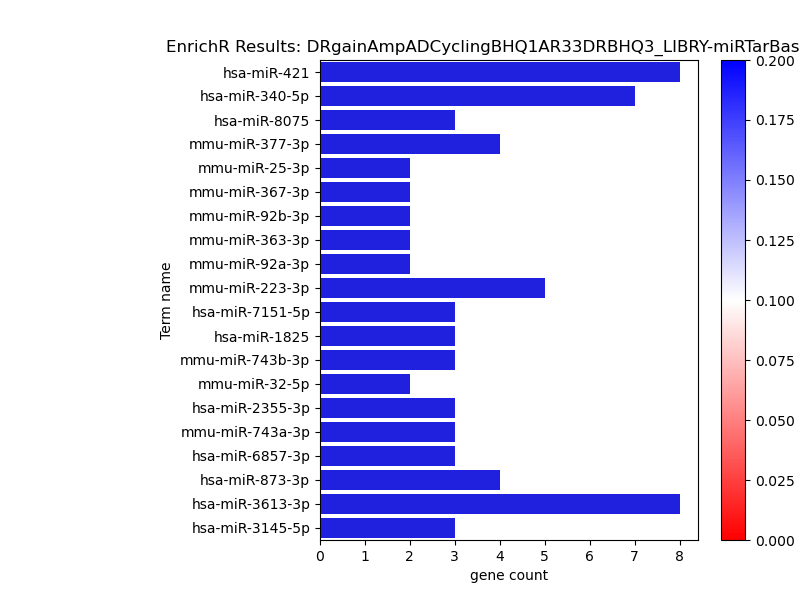 EnrichR Results: DRgainAmpADCyclingBHQ1AR33DRBHQ3_LIBRY-miRTarBas
hsa-miR-421
hsa-miR-340-5p
hsa-miR-8075
mmu-miR-377-3p
mmu-miR-25-3p
mmu-miR-367-3p
mmu-miR-92b-3p
mmu-miR-363-3p
mmu-miR-92a-3p
mmu-miR-223-3p
hsa-miR-7151-5p
hsa-miR-1825
mmu-miR-743b-3p
mmu-miR-32-5p
hsa-miR-2355-3p
mmu-miR-743a-3p
hsa-miR-6857-3p
hsa-miR-873-3p
hsa-miR-3613-3p
hsa-miR-3145-5p
Term name
0 1 2 3 4 5 6 7 8
gene count
0.200
0.175
0.150
0.125
0.100
0.075
0.050
0.025
0.000